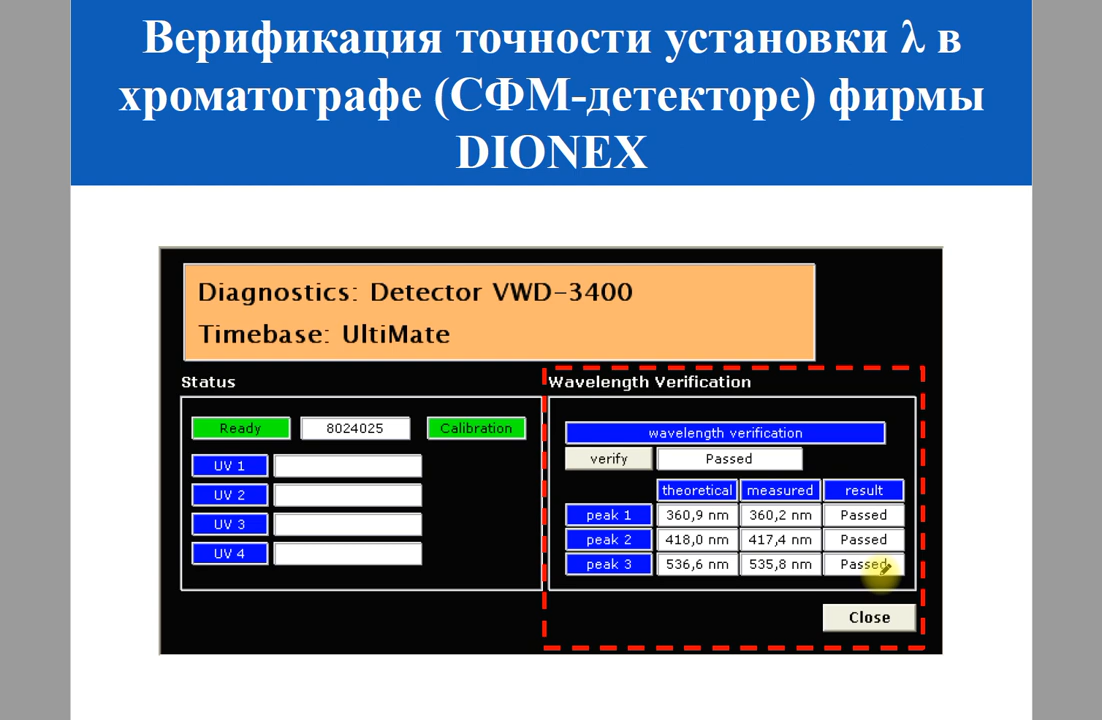 Верификация точности установки λ в
хроматографе (СФМ-детекторе) фирмы
DIONEX
Diagnostics: Detector VWD-3400
Timebase: UltiMate
Status
Ready 8024025 Calibration
UV 1
UV 2
UV 3
UV 4
Wavelength Verification
wavelength verification
verify Passed
theoretical measured result
peak 1 360,9 nm 360,2 nm Passed
peak 2 418,0 nm 417,4 nm Passed
peak 3 536,6 nm 535,8 nm Passed
Close